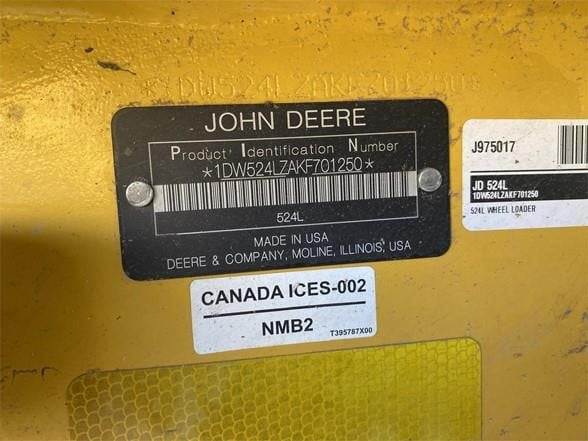 *1DW524LZAKF701250*
JOHN DEERE
Product Identification Number
*1DW524LZAKF701250*
524L
MADE IN USA
DEERE & COMPANY, MOLINE, ILLINOIS, USA
J975017
JD 524L
1DW524LZAKF701250
524L WHEEL LOADER
CANADA ICES-002
NMB2
T395787X00